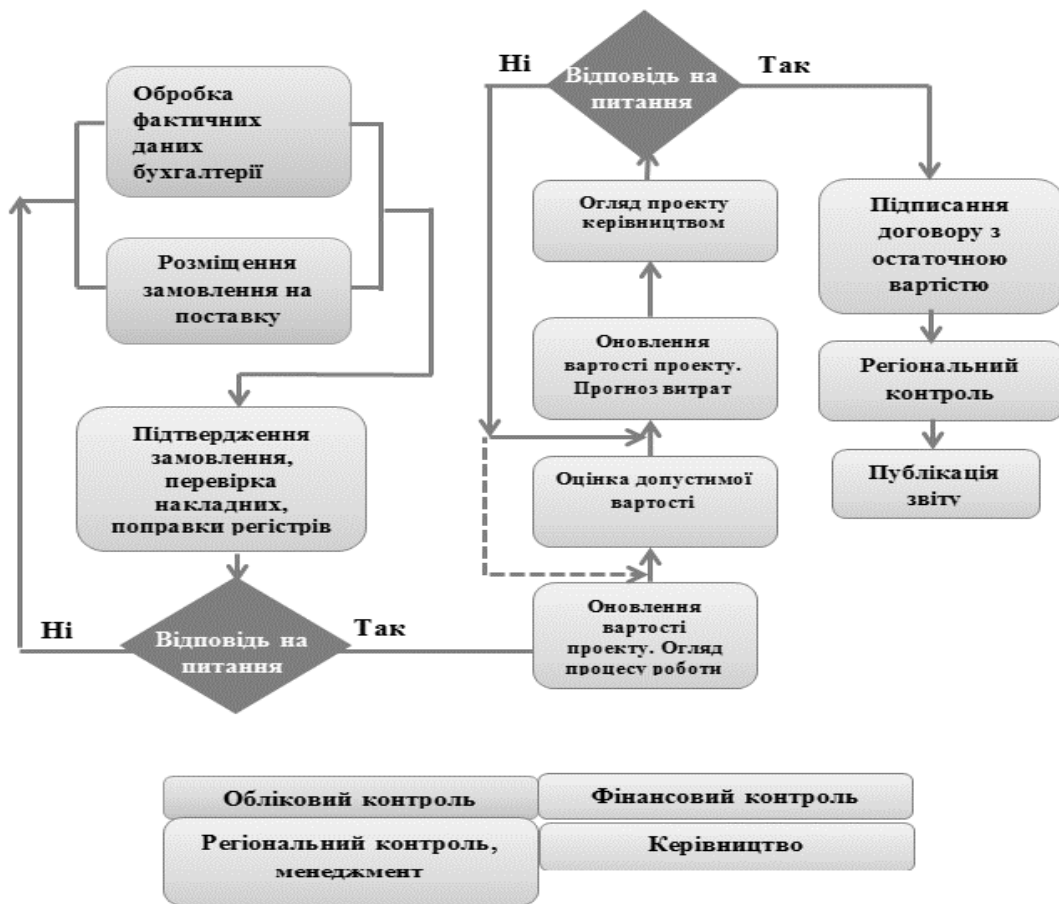 Обробка
фактичних
даних
бухгалтерії
Розміщення
замовлення на
поставку
Підтвердження
замовлення,
перевірка
накладних,
поправки регістрів
Ні
Відповідь на
питання
Так
Оновлення
вартості
проекту. Огляд
процесу роботи
Оцінка допустимої
вартості
Оновлення
вартості проекту.
Прогноз витрат
Огляд проекту
керівництвом
Ні
Відповідь на
питання
Так
Підписання
договору з
остаточною
вартістю
Регіональний
контроль
Публікація
звіту
Обліковий контроль
Фінансовий контроль
Регіональний контроль,
менеджмент
Керівництво